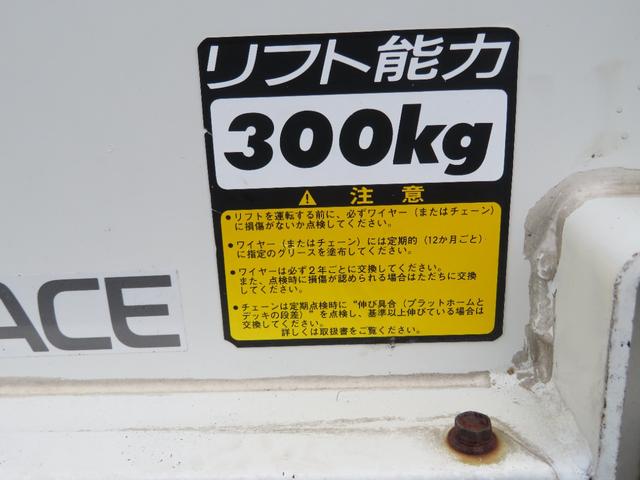 リフト能力
300kg
⚠ 注意
●リフトを運転する前に、必ずワイヤー(またはチェーン)
に損傷がないか点検してください。
●ワイヤー(またはチェーン)には定期的(12か月ごと)
に指定のグリースを塗布してください。
●ワイヤーは必ず2年ごとに交換してください。
また、点検時に損傷が認められる場合はただちに交換
してください。
●チェーンは定期点検時に"伸び具合(プラットホームと
デッキの段差)"を点検し、基準以上伸びている場合は
交換してください。
詳しくは取扱書をご覧ください。
ACE